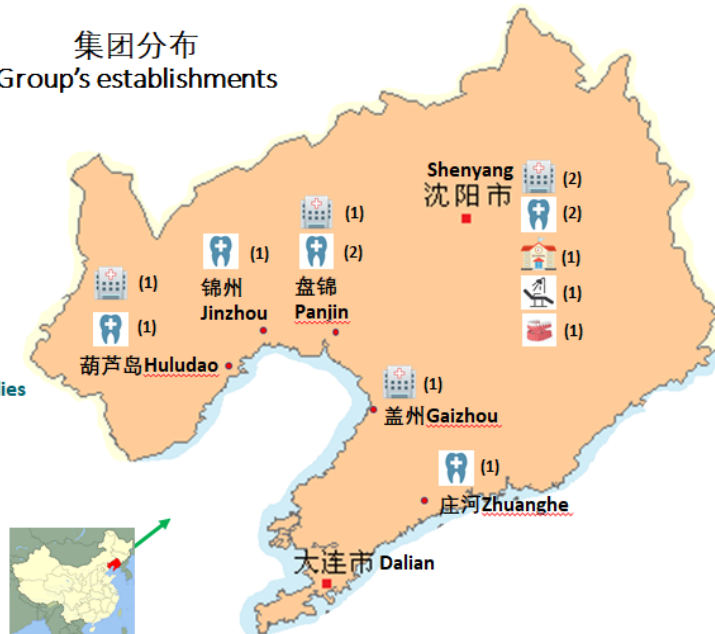 集团分布
Group's establishments
Shenyang
沈阳市
(2)
(2)
(1)
(1)
(1)
(1)
(2)
盘锦
Panjin
(1)
锦州
Jinzhou
(1)
(1)
葫芦岛Huludao
(1)
盖州Gaizhou
(1)
庄河Zhuanghe
大连市 Dalian